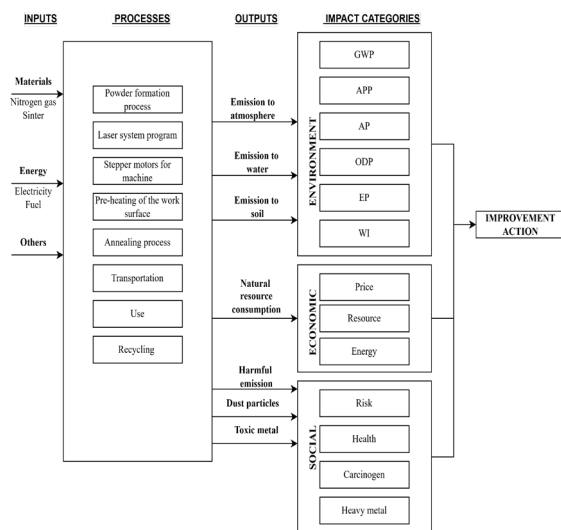 INPUTS
PROCESSES
OUTPUTS
IMPACT CATEGORIES
Materials
Nitrogen gas
Sinter
Energy
Electricity
Fuel
Others
Powder formation
process
Laser system program
Stepper motors for
machine
Pre-heating of the work
surface
Annealing process
Transportation
Use
Recycling
Emission to
atmosphere
Emission to
water
Emission to
soil
Natural
resource
consumption
Harmful
emission
Dust particles
Toxic metal
ENVIRONMENT
GWP
APP
AP
ODP
EP
WI
ECONOMIC
Price
Resource
Energy
SOCIAL
Risk
Health
Carcinogen
Heavy metal
IMPROVEMENT
ACTION